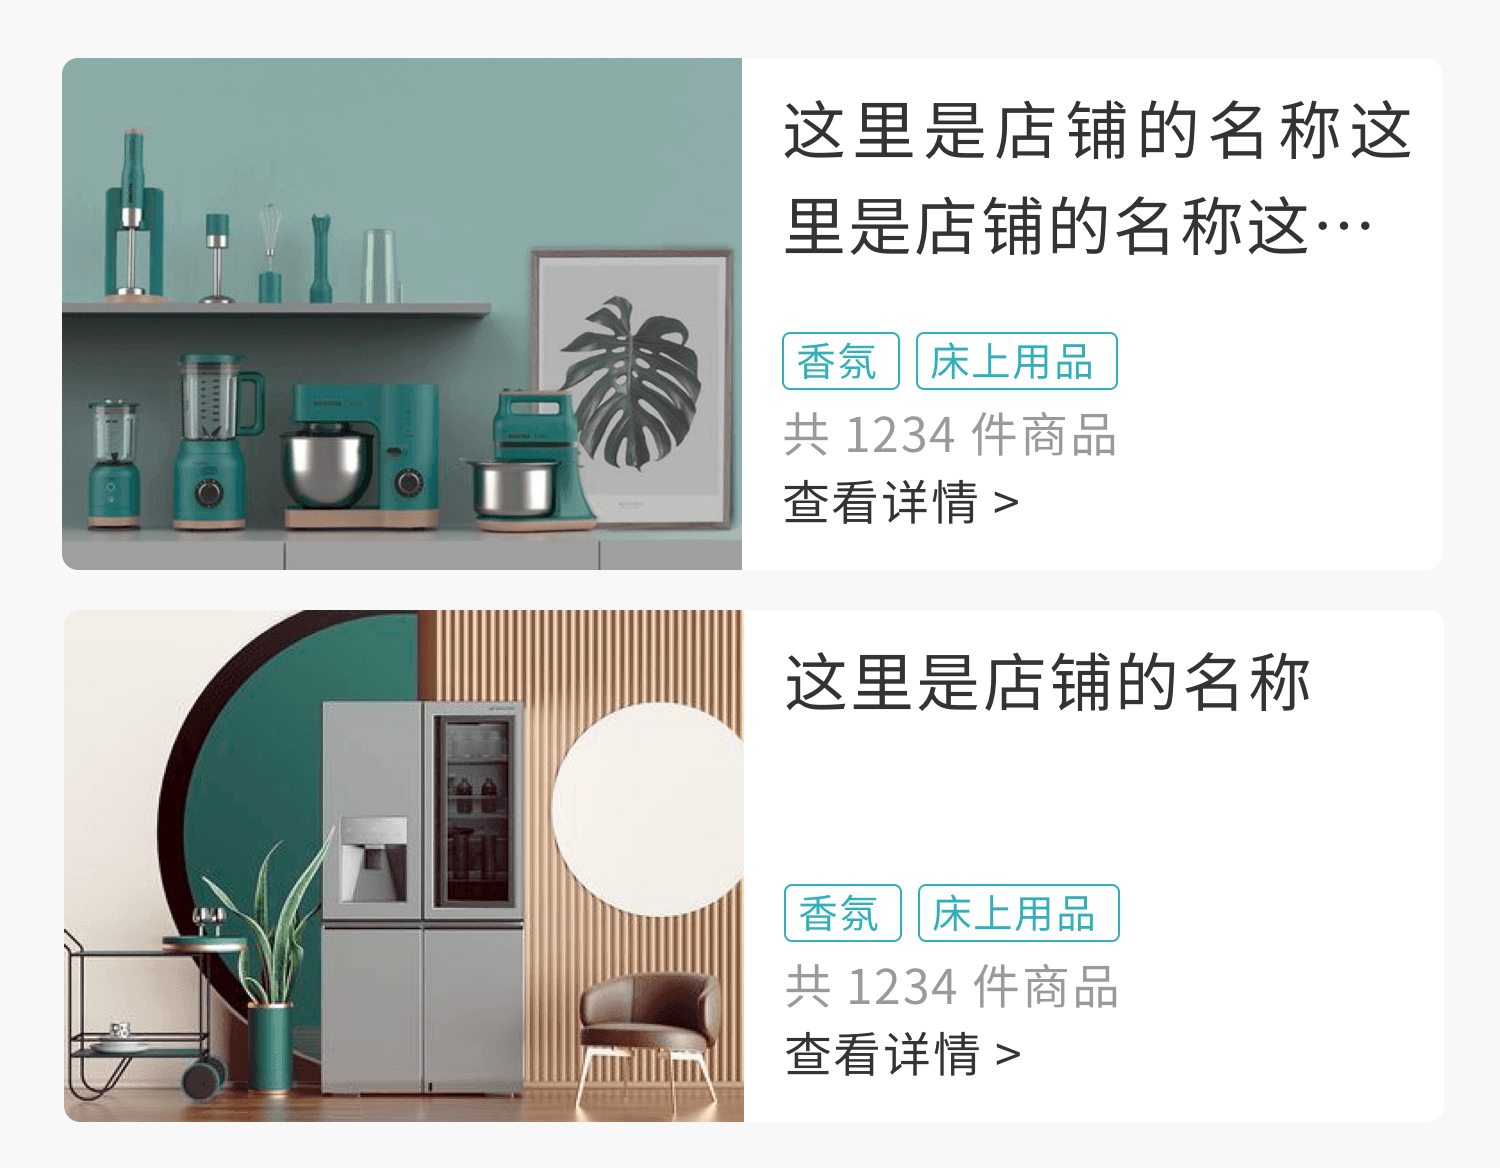 这里是店铺的名称这
里是店铺的名称这…
香氛 床上用品
共 1234 件商品
查看详情 >
这里是店铺的名称
香氛 床上用品
共 1234 件商品
查看详情 >